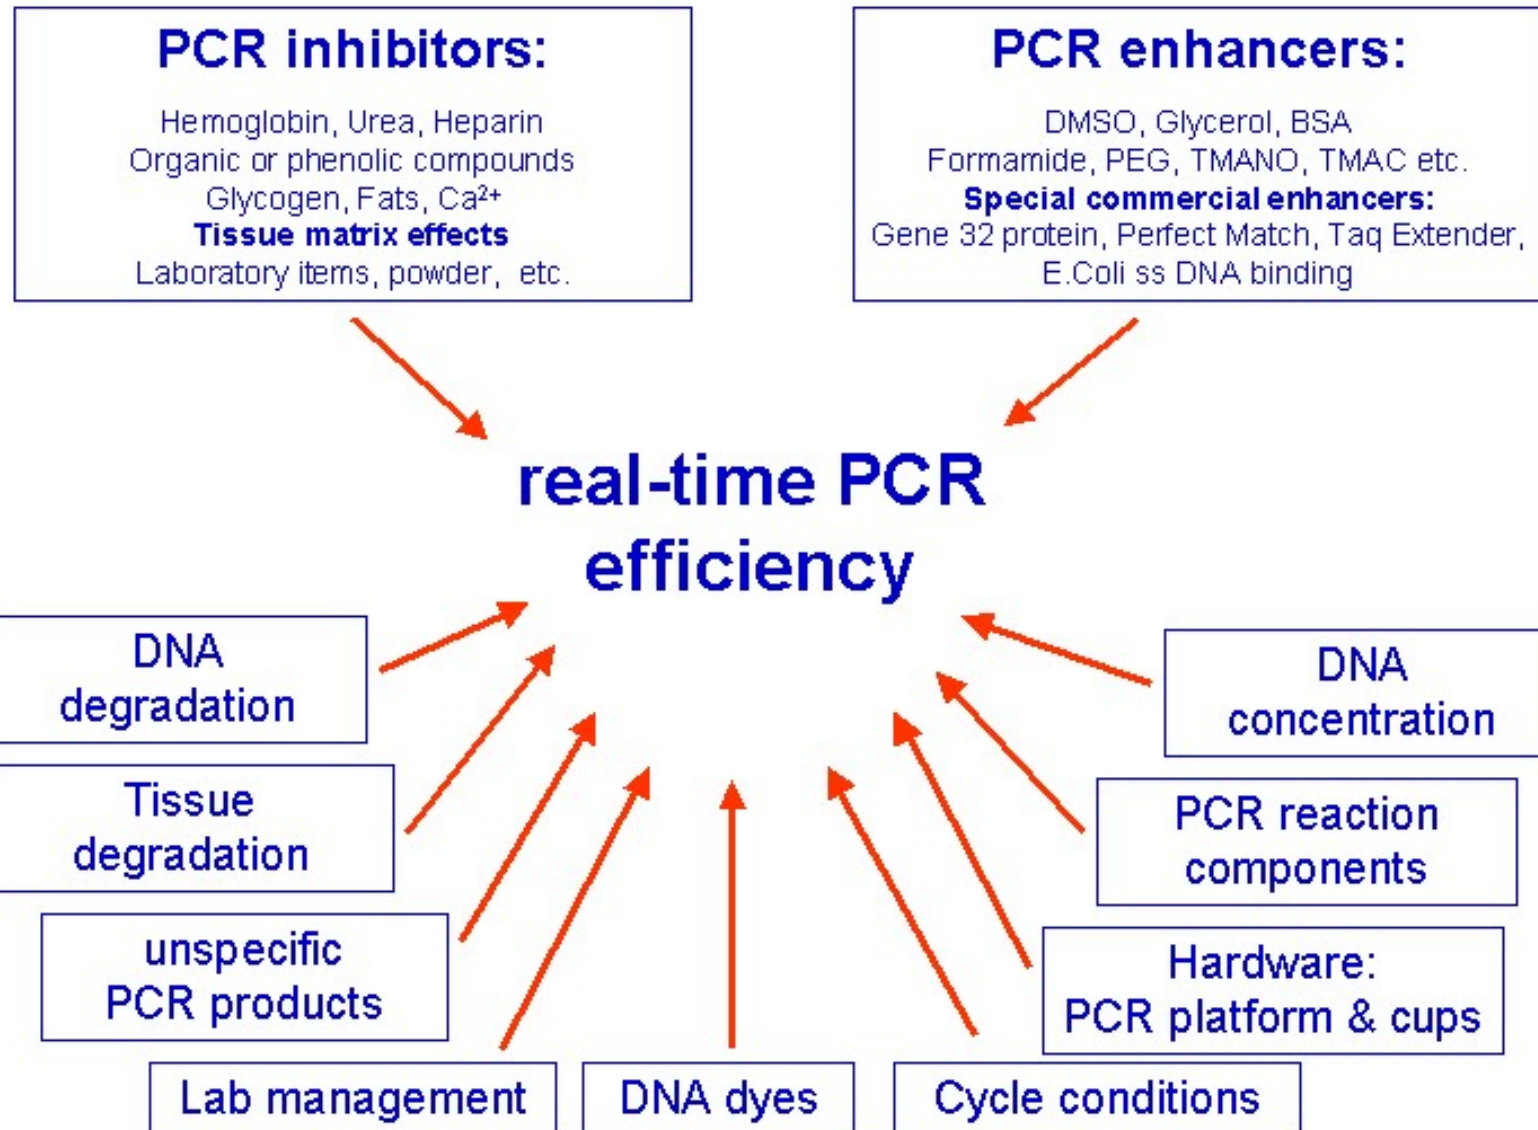 PCR inhibitors:
Hemoglobin, Urea, Heparin
Organic or phenolic compounds
Glycogen, Fats, Ca²⁺
Tissue matrix effects
Laboratory items, powder, etc.
PCR enhancers:
DMSO, Glycerol, BSA
Formamide, PEG, TMANO, TMAC etc.
Special commercial enhancers:
Gene 32 protein, Perfect Match, Taq Extender,
E.Coli ss DNA binding
real-time PCR
efficiency
DNA
degradation
Tissue
degradation
unspecific
PCR products
Lab management
DNA dyes
Cycle conditions
Hardware:
PCR platform & cups
PCR reaction
components
DNA
concentration